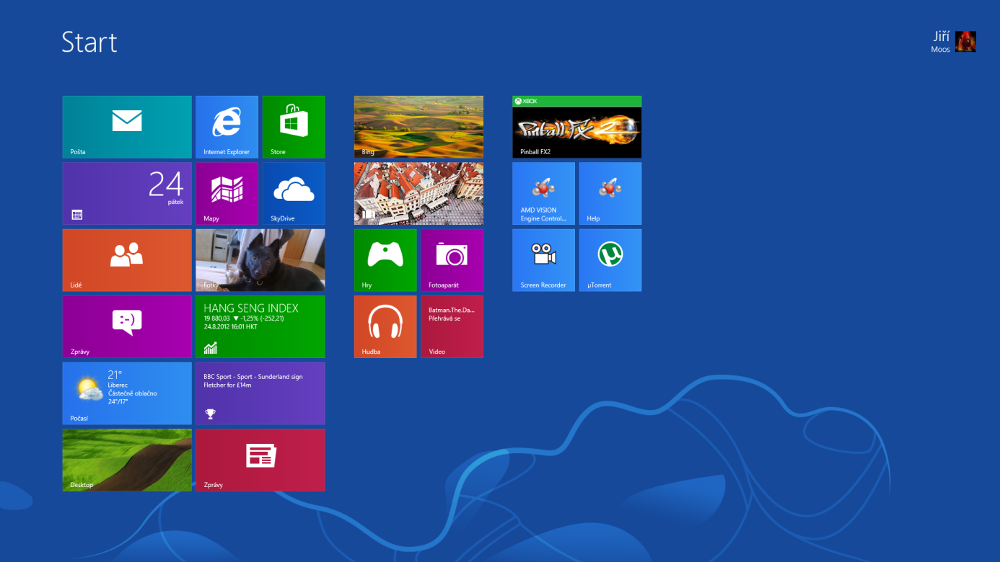 Start
Jiří
Moos
Pošta
Internet Explorer
Store
24
pátek
Mapy
SkyDrive
Lidé
Fotky
:-)
Zprávy
HANG SENG INDEX
19 880,03 ▼ -1,25% (-252,21)
24.8.2012 16:01 HKT
21°
Liberec
Částečně oblačno
24°/17°
Počasí
BBC Sport - Sport - Sunderland sign
Fletcher for £14m
Desktop
Zprávy
Bing
Hry
Fotoaparát
Hudba
Batman.The.Da...
Přehrává se
Video
XBOX
Pinball FX2
Pinball FX2
AMD VISION
Engine Control...
Help
Screen Recorder
µ
µTorrent